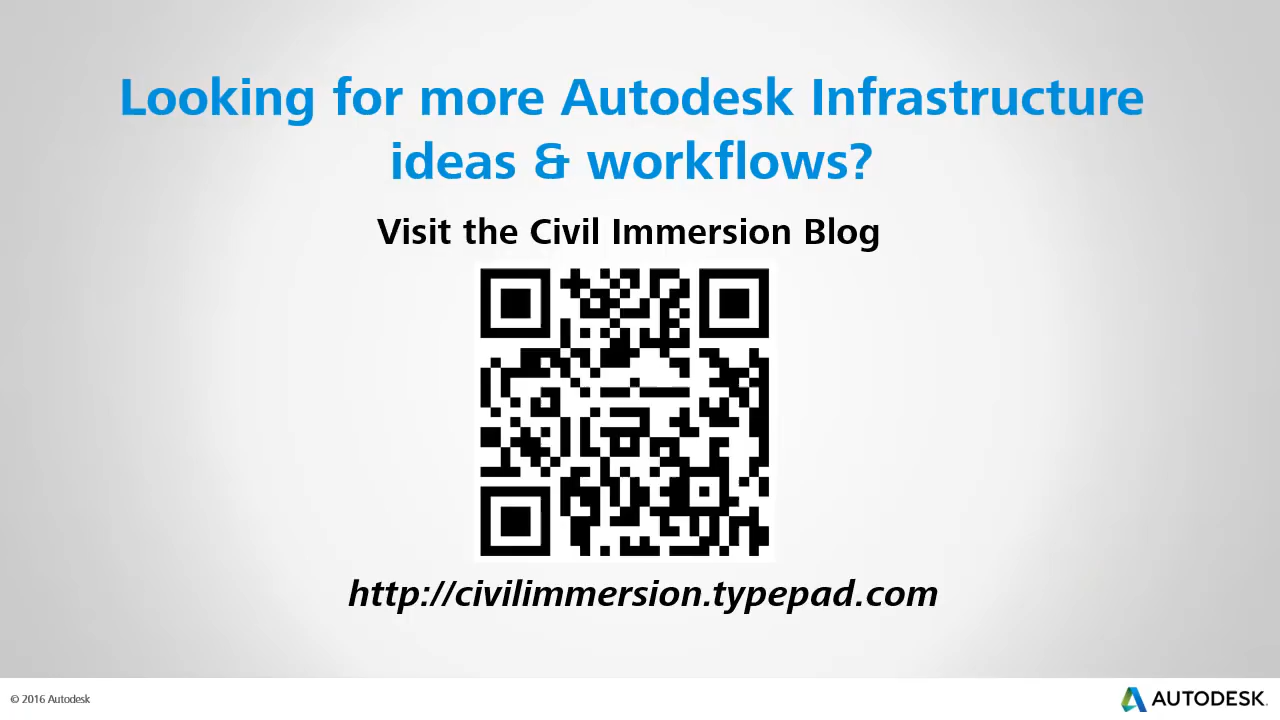 Looking for more Autodesk Infrastructure
ideas & workflows?
Visit the Civil Immersion Blog
http://civilimmersion.typepad.com
© 2016 Autodesk
AUTODESK.